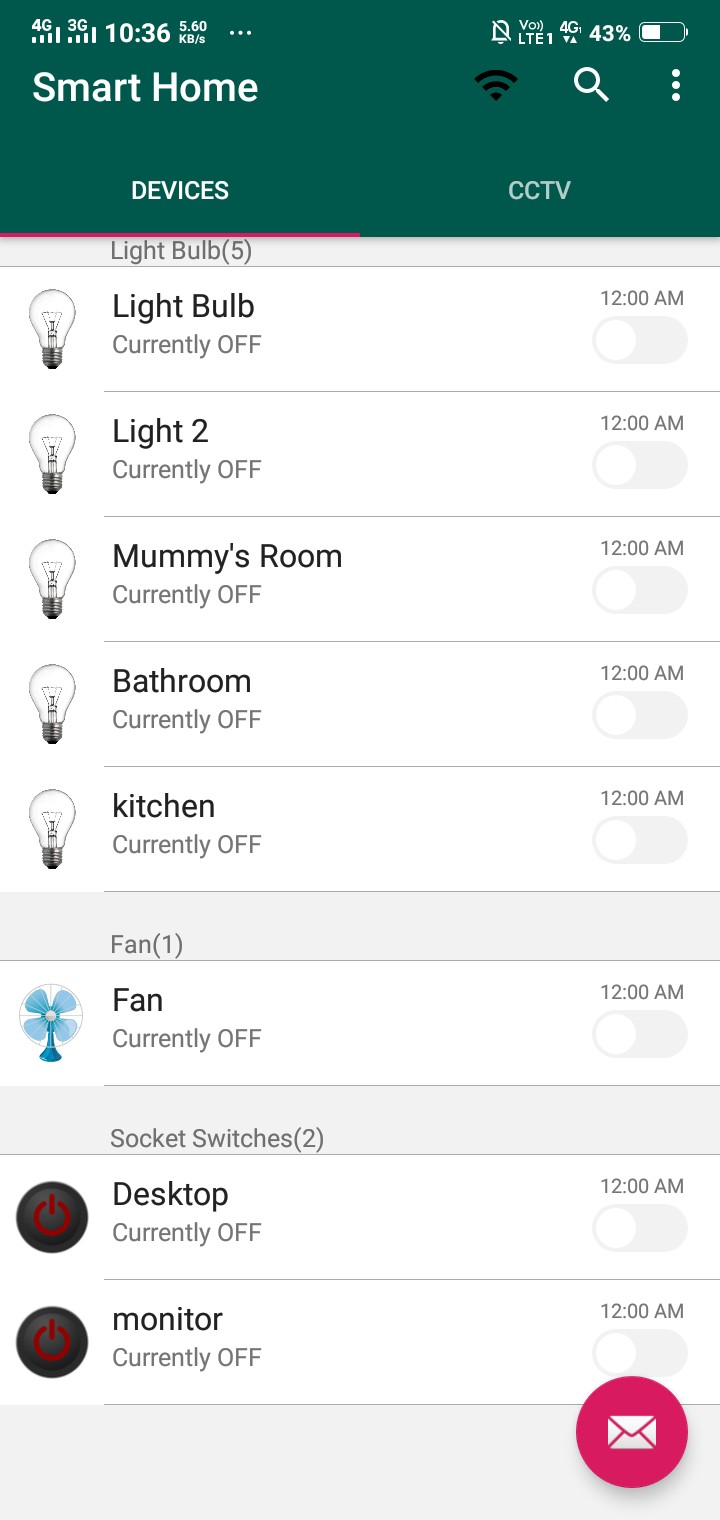 4G 3G 10:36 5.60 KB/s ... Vo)) LTE1 4G 43%
Smart Home
DEVICES CCTV
Light Bulb(5)
Light Bulb 12:00 AM
Currently OFF
Light 2 12:00 AM
Currently OFF
Mummy's Room 12:00 AM
Currently OFF
Bathroom 12:00 AM
Currently OFF
kitchen 12:00 AM
Currently OFF
Fan(1)
Fan 12:00 AM
Currently OFF
Socket Switches(2)
Desktop 12:00 AM
Currently OFF
monitor 12:00 AM
Currently OFF